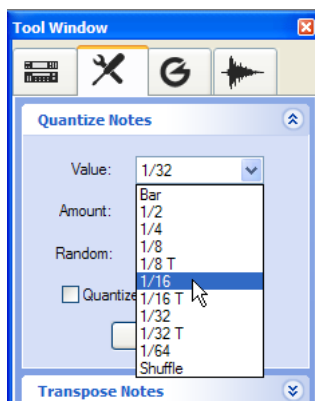 Tool Window
Quantize Notes
Value: 1/32
Bar
1/2
Amount: 1/4
1/8
Random: 1/8 T
1/16
Quantize 1/16 T
1/32
1/32 T
1/64
Shuffle
Transpose Notes